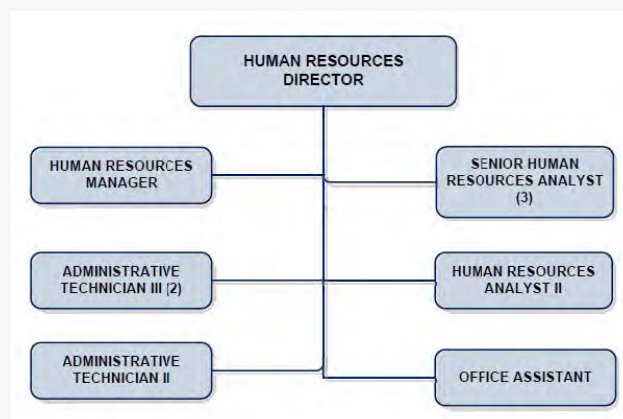 HUMAN RESOURCES
DIRECTOR
HUMAN RESOURCES
MANAGER
SENIOR HUMAN
RESOURCES ANALYST
(3)
ADMINISTRATIVE
TECHNICIAN III (2)
HUMAN RESOURCES
ANALYST II
ADMINISTRATIVE
TECHNICIAN II
OFFICE ASSISTANT